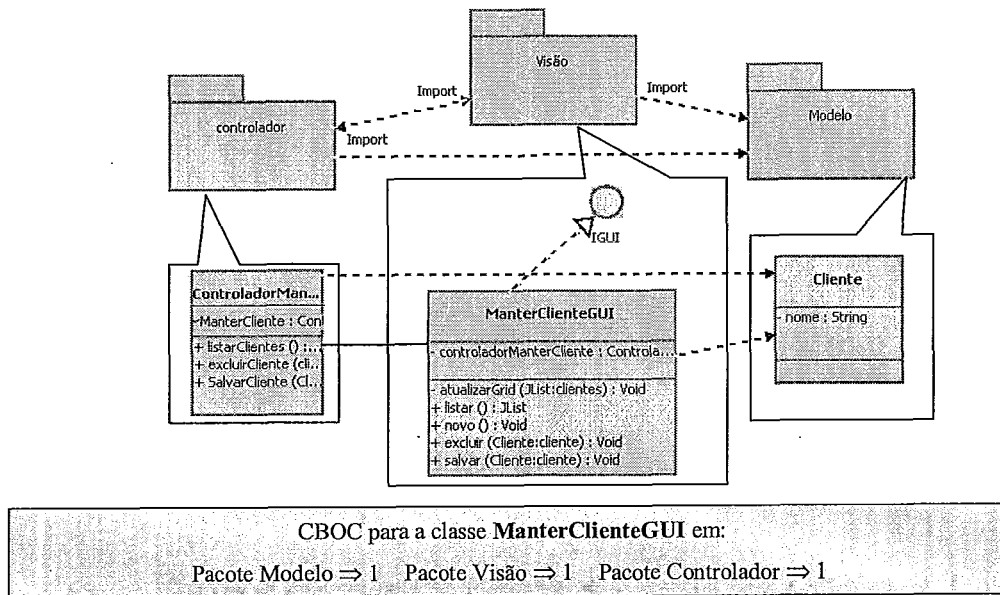 Visão
Import
Import
controlador
Import
Modelo
IGUI
ControladorMan...
-ManterCliente : Con
+ listarClientes () :...
+ excluirCliente (cli...
+ SalvarCliente (Cl...
ManterClienteGUI
- controladorManterCliente : Controla...
- atualizarGrid (JList:clientes) : Void
+ listar () : JList
+ novo () : Void
+ excluir (Cliente:cliente) : Void
+ salvar (Cliente:cliente) : Void
Cliente
- nome : String
CBOC para a classe ManterClienteGUI em:
Pacote Modelo ⇒ 1 Pacote Visão ⇒ 1 Pacote Controlador ⇒ 1